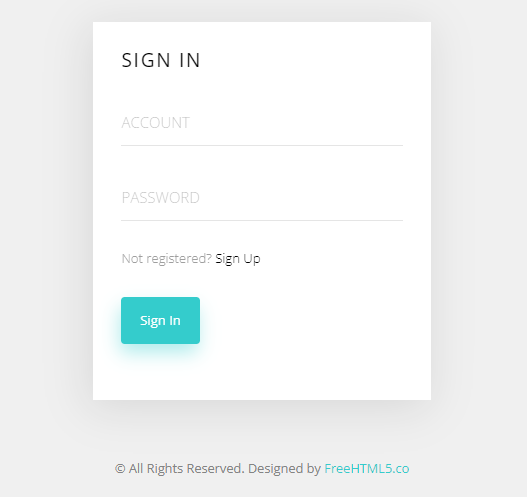 SIGN IN
ACCOUNT
PASSWORD
Not registered? Sign Up
Sign In
© All Rights Reserved. Designed by FreeHTML5.co